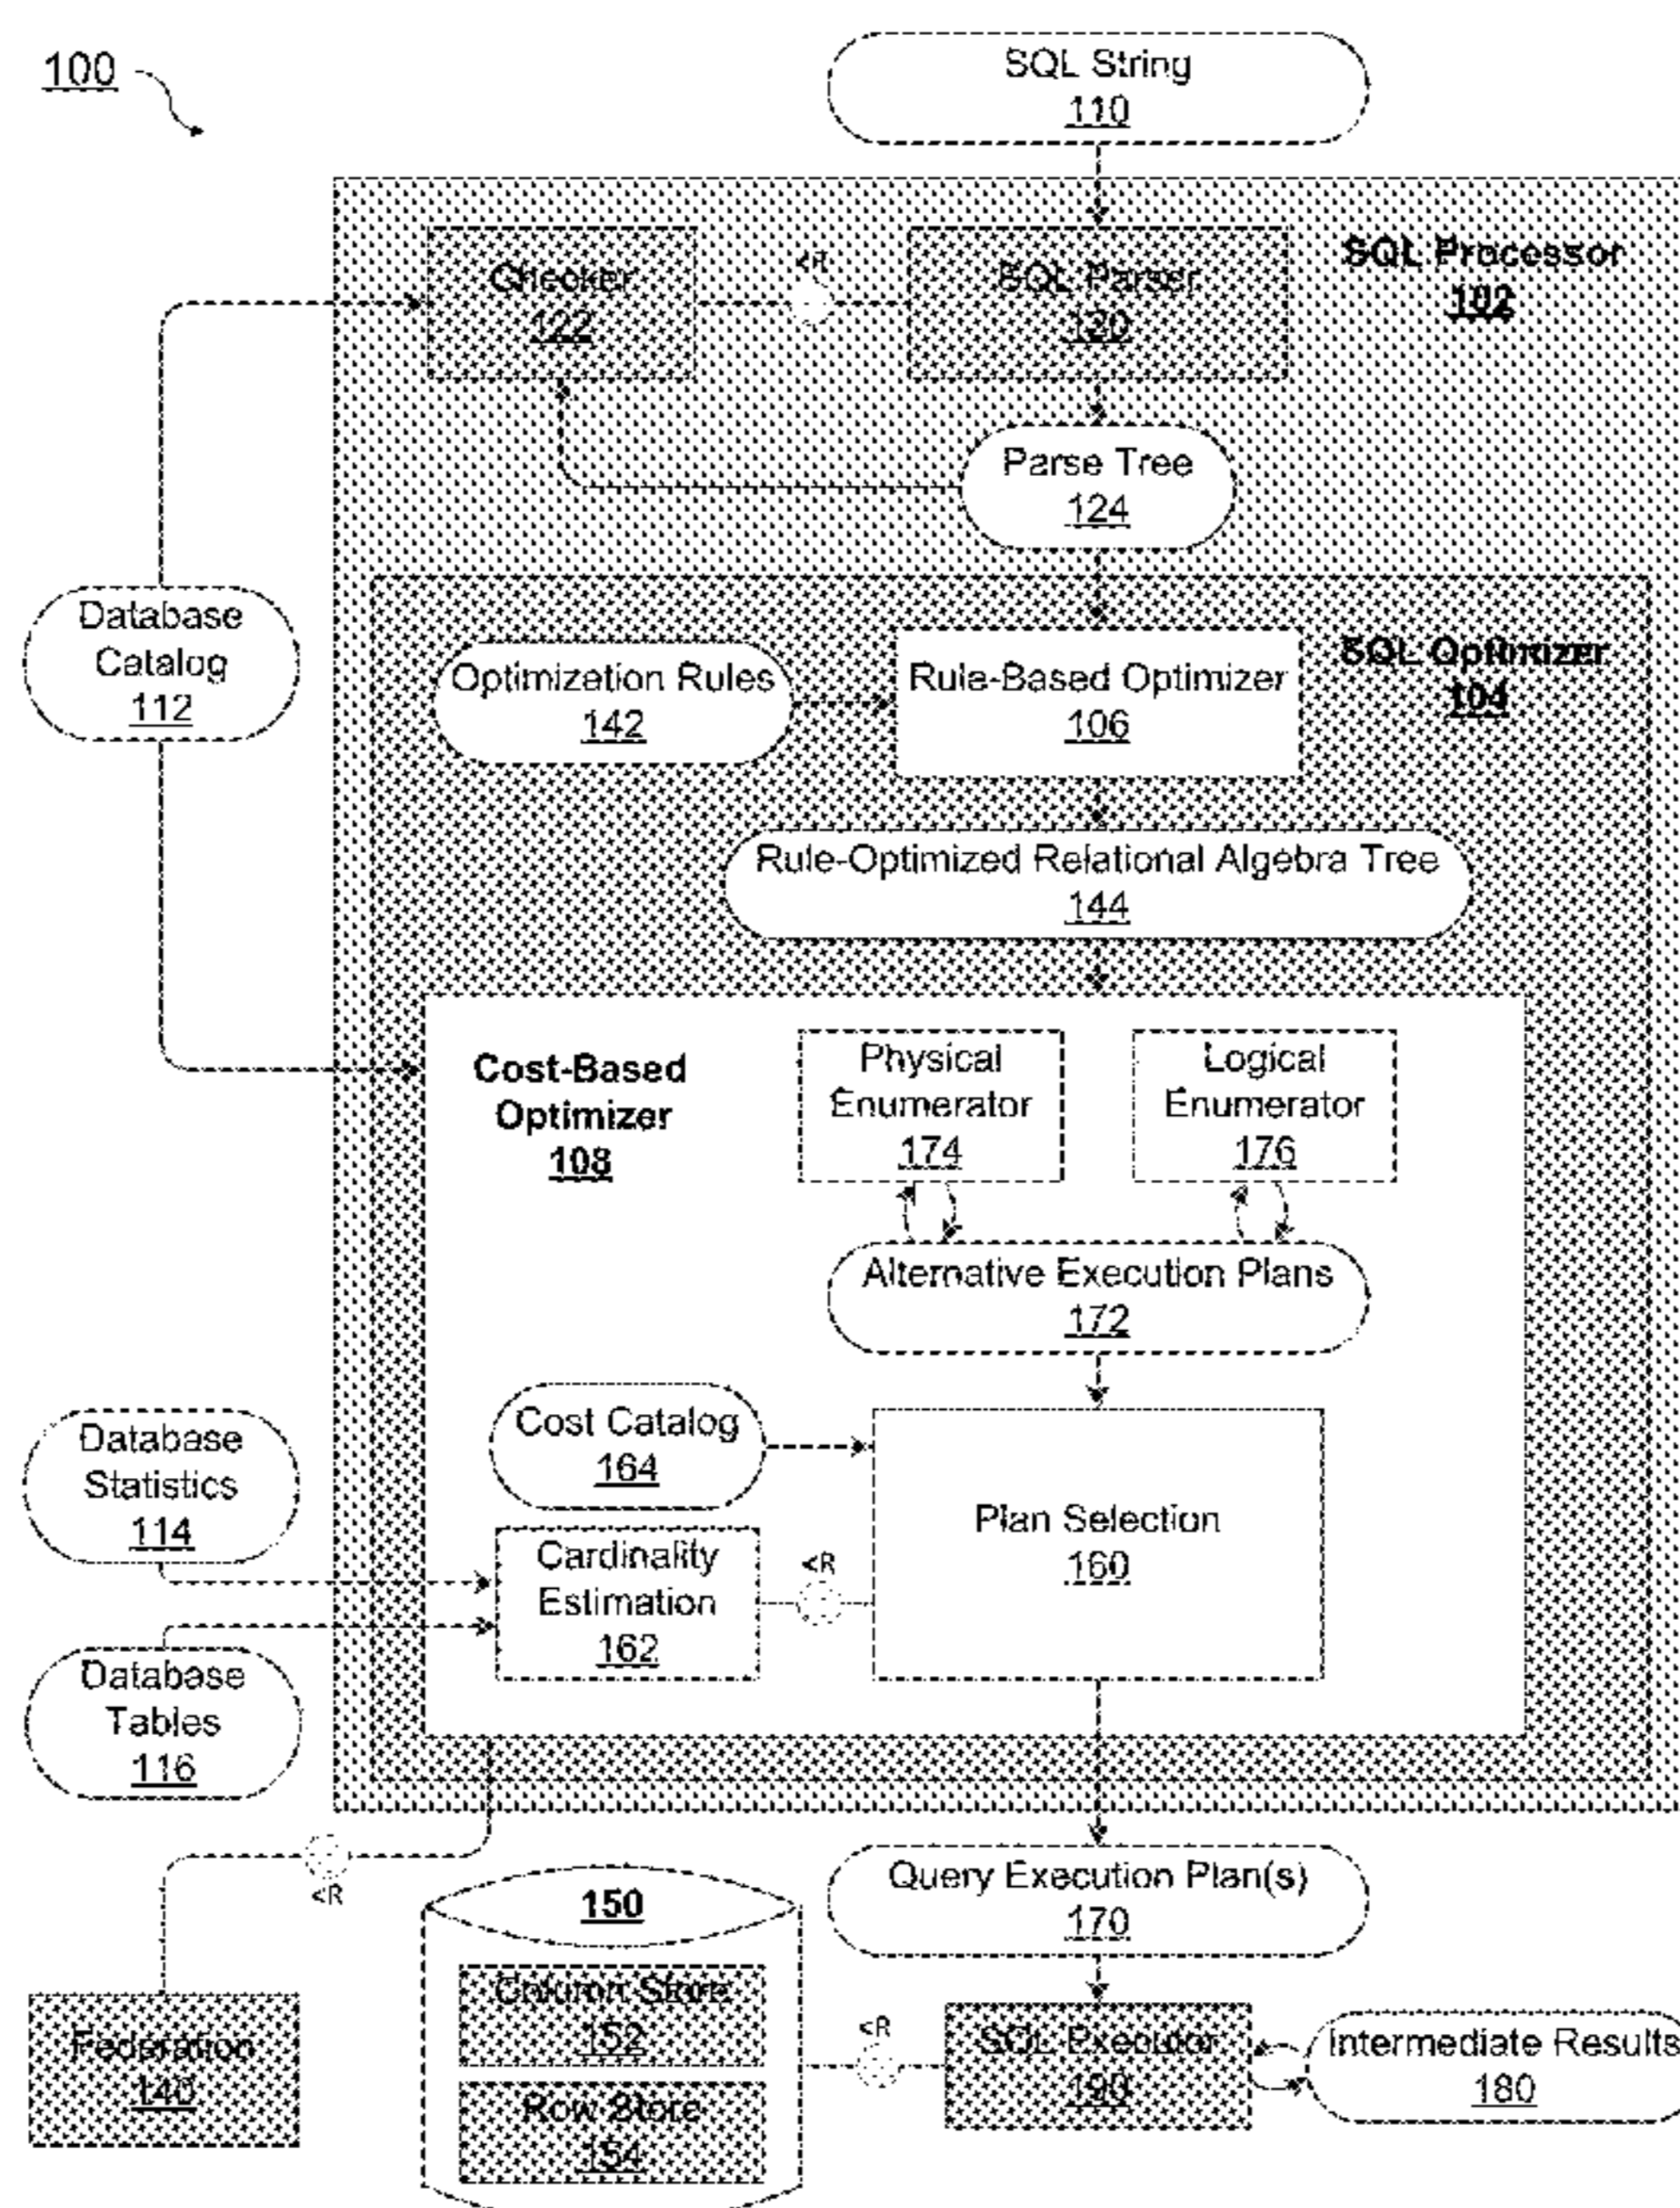 100
SQL String
110
SQL Processor
102
Checker
122
<R
SQL Parser
120
Parse Tree
124
Database
Catalog
112
SQL Optimizer
104
Optimization Rules
142
Rule-Based Optimizer
106
Rule-Optimized Relational Algebra Tree
144
Cost-Based
Optimizer
108
Physical
Enumerator
174
Logical
Enumerator
176
Alternative Execution Plans
172
Database
Statistics
114
Cost Catalog
164
Plan Selection
160
Cardinality
Estimation
162
<R
Database
Tables
116
<R
Query Execution Plan(s)
170
150
Column Store
152
Row Store
154
Federation
140
<R
SQL Executor
190
Intermediate Results
180